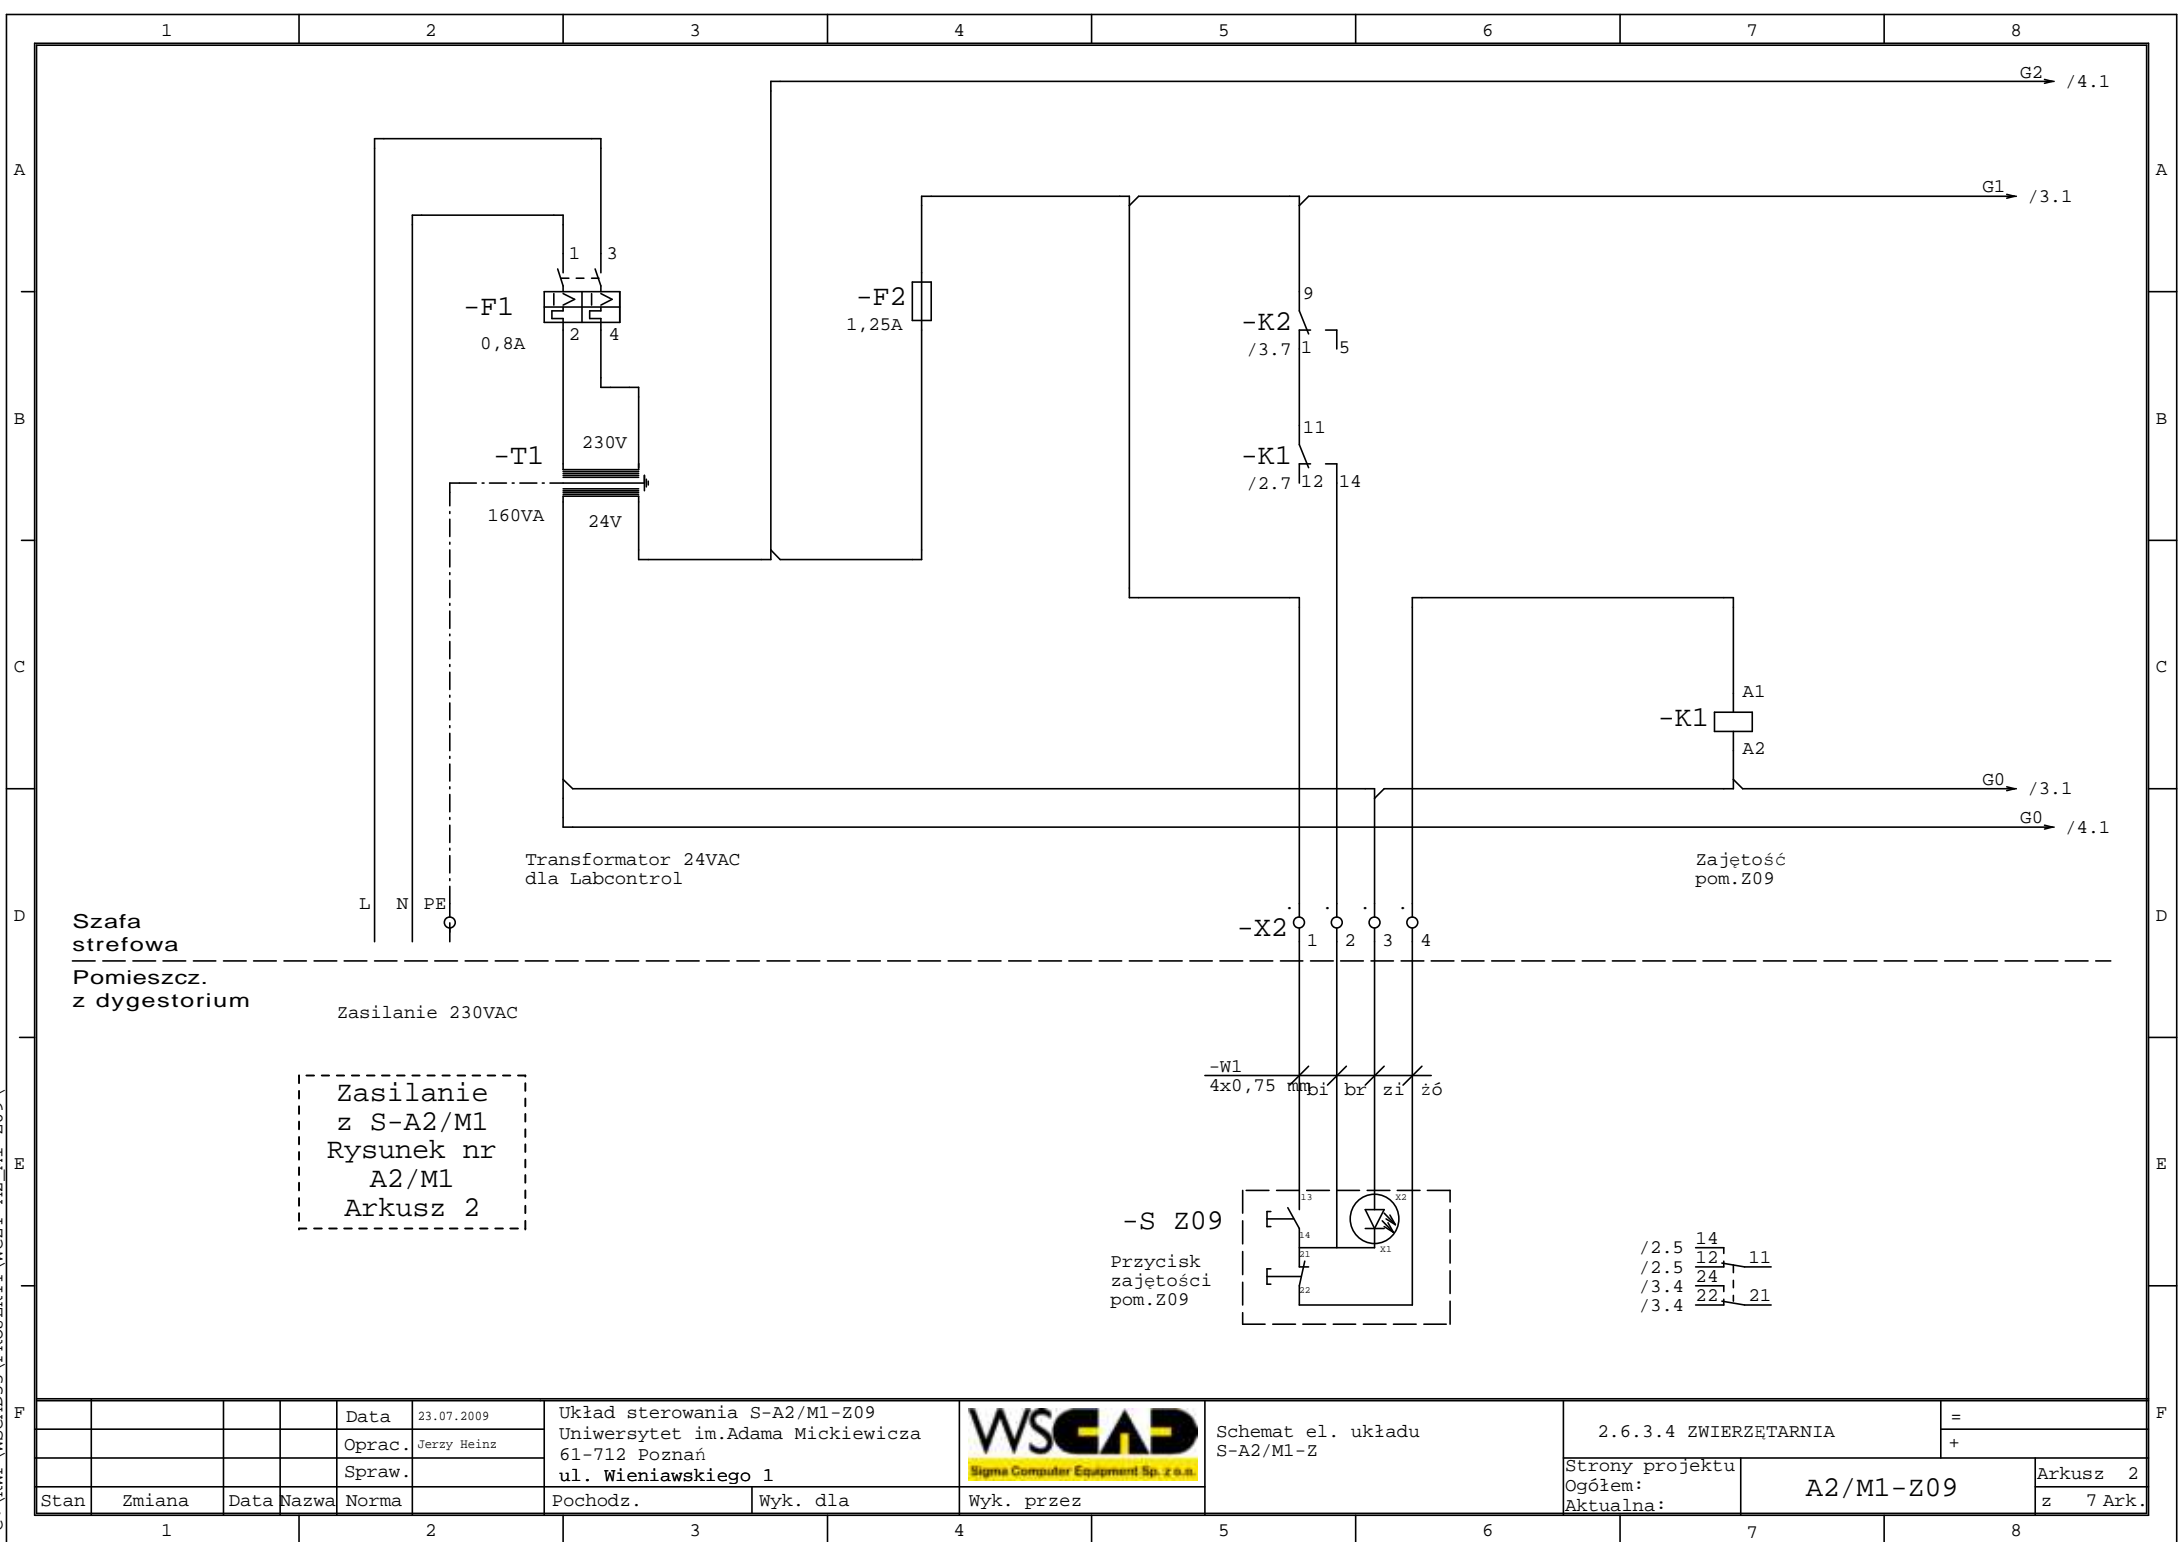 1 2 3 4 5 6 7 8
A A
B B
C C
D D
E E
F F
G2 /4.1
G1 /3.1
1 3
-F1
0,8A
2 4
-F2
1,25A
9
-K2
/3.7 1 5
230V
-T1
160VA 24V
11
-K1
/2.7 12 14
A1
-K1
A2
G0 /3.1
G0 /4.1
Transformator 24VAC
dla Labcontrol
Zajętość
pom.Z09
L N PE
Szafa
strefowa
-X2 1 2 3 4
Pomieszcz.
z dygestorium
Zasilanie 230VAC
Zasilanie
z S-A2/M1
Rysunek nr
A2/M1
Arkusz 2
-W1
4x0,75 mm bi br zi żó
-S Z09
13 X2
14 X1
21
22
Przycisk
zajętości
pom.Z09
/2.5 14
/2.5 12 11
/3.4 24
/3.4 22 21
Data 23.07.2009
Oprac. Jerzy Heinz
Spraw.
Stan Zmiana Data Nazwa Norma
Układ sterowania S-A2/M1-Z09
Uniwersytet im.Adama Mickiewicza
61-712 Poznań
ul. Wieniawskiego 1
Pochodz. Wyk. dla
WSCAD
Sigma Computer Equipment Sp. z o.o.
Wyk. przez
Schemat el. układu
S-A2/M1-Z
2.6.3.4 ZWIERZĘTARNIA
=
+
Strony projektu
Ogółem:
Aktualna:
A2/M1-Z09
Arkusz 2
z 7 Ark.
1 2 3 4 5 6 7 8